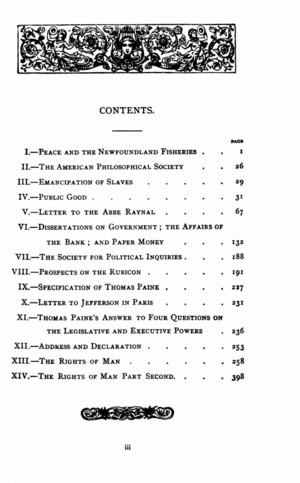 CONTENTS.
PAGE
I.—Peace and the Newfoundland Fisheries . . 1
II.—The American Philosophical Society . . 26
III.—Emancipation of Slaves . . . . . 29
IV.—Public Good . . . . . . . . 31
V.—Letter to the Abbe Raynal . . . . 67
VI.—Dissertations on Government ; the Affairs of
the Bank ; and Paper Money . . . 132
VII.—The Society for Political Inquiries . . . 188
VIII.—Prospects on the Rubicon . . . . . 191
IX.—Specification of Thomas Paine . . . . 227
X.—Letter to Jefferson in Paris . . . . 231
XI.—Thomas Paine's Answer to Four Questions on
the Legislative and Executive Powers . 236
XII.—Address and Declaration . . . . . 253
XIII.—The Rights of Man . . . . . . 258
XIV.—The Rights of Man Part Second. . . . 398
iii